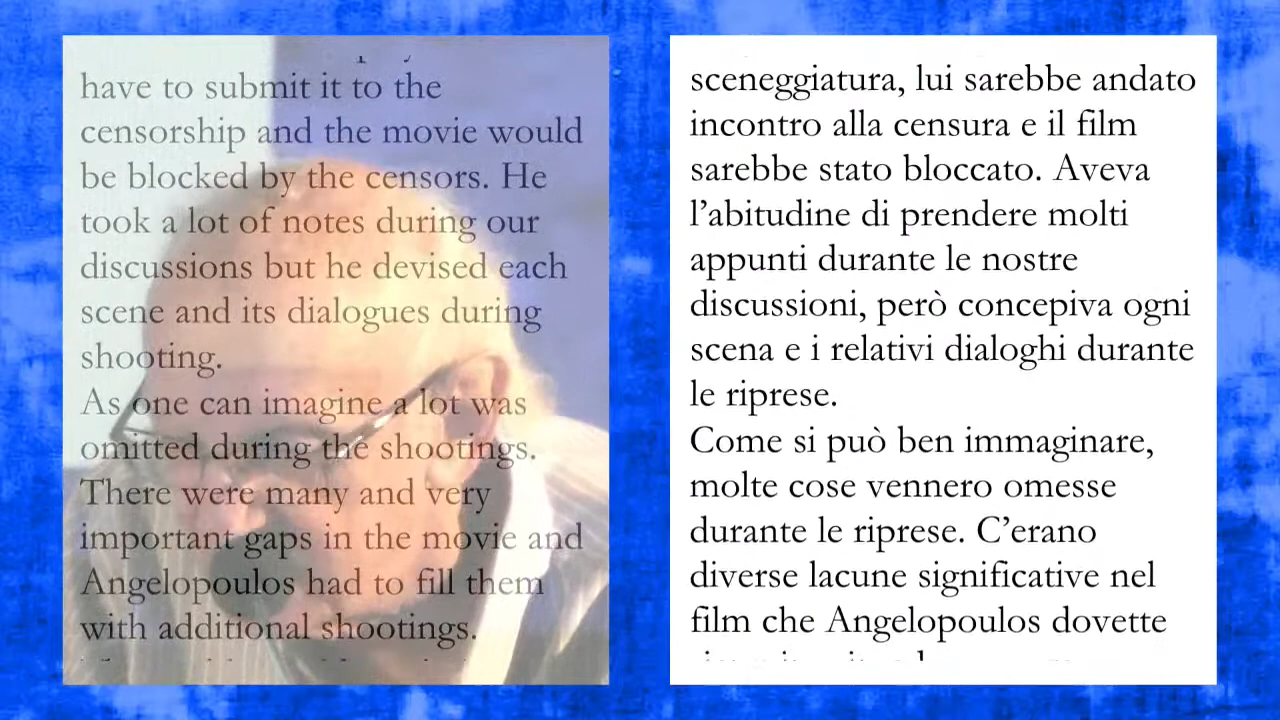 have to submit it to the
censorship and the movie would
be blocked by the censors. He
took a lot of notes during our
discussions but he devised each
scene and its dialogues during
shooting.
As one can imagine a lot was
omitted during the shootings.
There were many and very
important gaps in the movie and
Angelopoulos had to fill them
with additional shootings.
sceneggiatura, lui sarebbe andato
incontro alla censura e il film
sarebbe stato bloccato. Aveva
l’abitudine di prendere molti
appunti durante le nostre
discussioni, però concepiva ogni
scena e i relativi dialoghi durante
le riprese.
Come si può ben immaginare,
molte cose vennero omesse
durante le riprese. C’erano
diverse lacune significative nel
film che Angelopoulos dovette